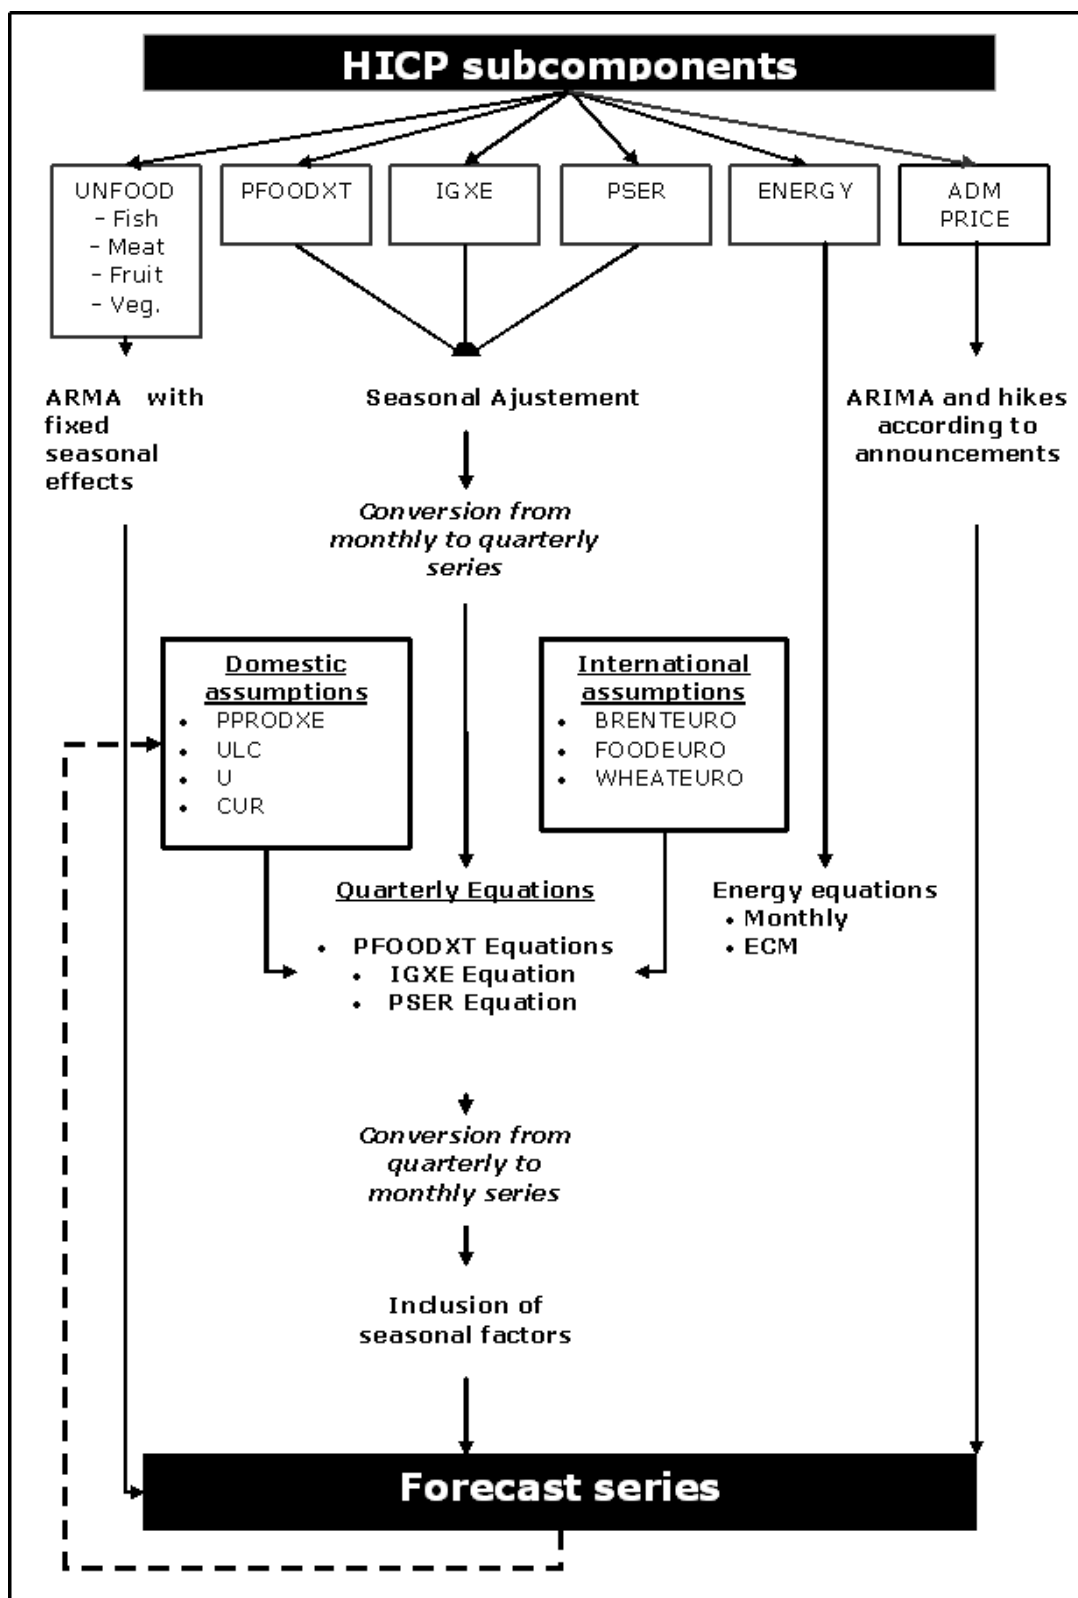 HICP subcomponents
UNFOOD
– Fish
– Meat
– Fruit
– Veg.
PFOODXT
IGXE
PSER
ENERGY
ADM
PRICE
ARMA with
fixed
seasonal
effects
Seasonal Ajustement
ARIMA and hikes
according to
announcements
Conversion from
monthly to quarterly
series
Domestic
assumptions
• PPRODXE
• ULC
• U
• CUR
International
assumptions
• BRENTEURO
• FOODEURO
• WHEATEURO
Quarterly Equations
• PFOODXT Equations
• IGXE Equation
• PSER Equation
Energy equations
• Monthly
• ECM
Conversion from
quarterly to
monthly series
Inclusion of
seasonal factors
Forecast series